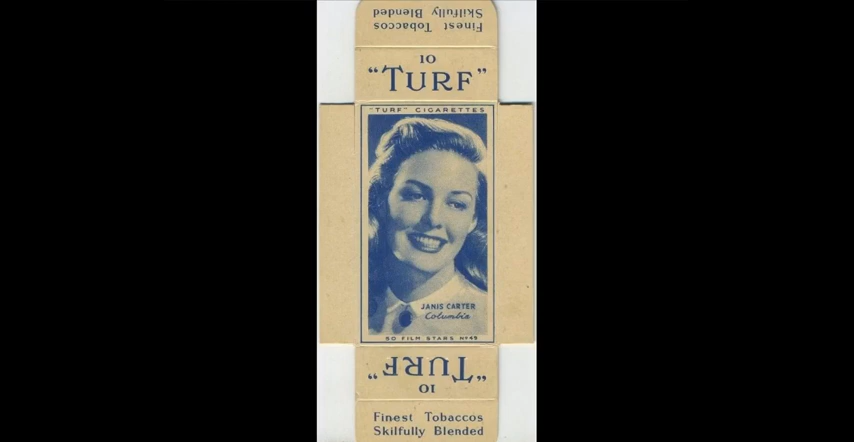 Finest Tobaccos
Skilfully Blended
10
"TURF"
"TURF" CIGARETTES
JANIS CARTER
Columbia
50 FILM STARS Nº 45
"TURF"
10
Finest Tobaccos
Skilfully Blended